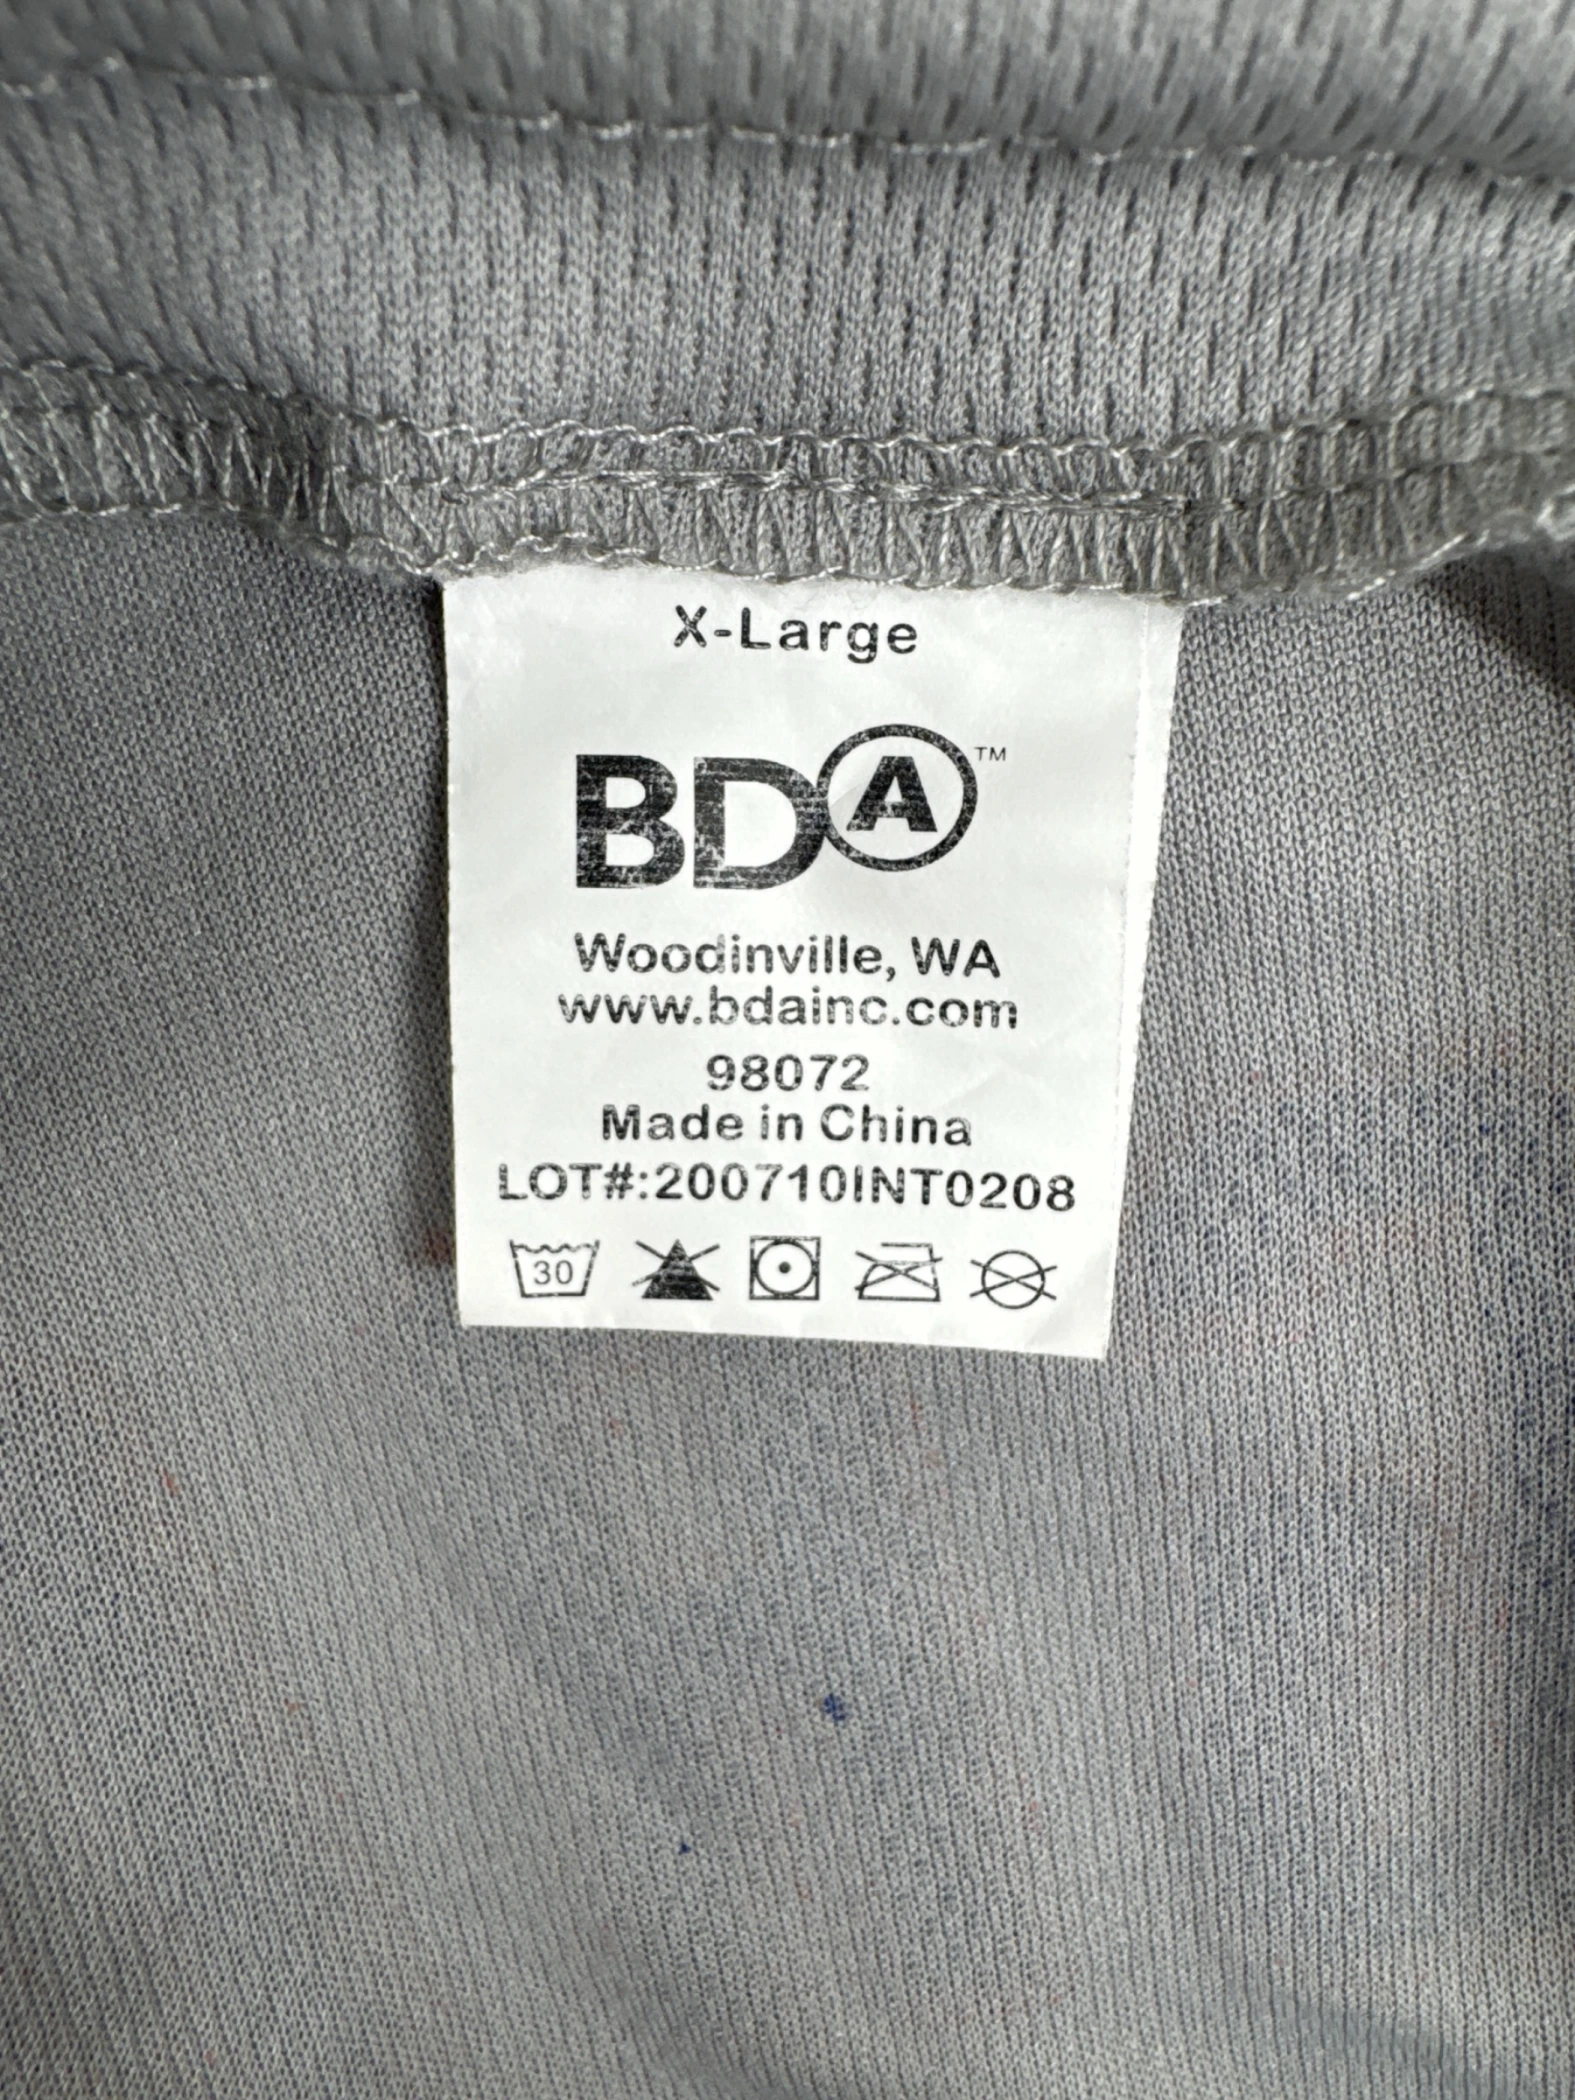 X-Large
BDA™
Woodinville, WA
www.bdainc.com
98072
Made in China
LOT#:200710INT0208
30